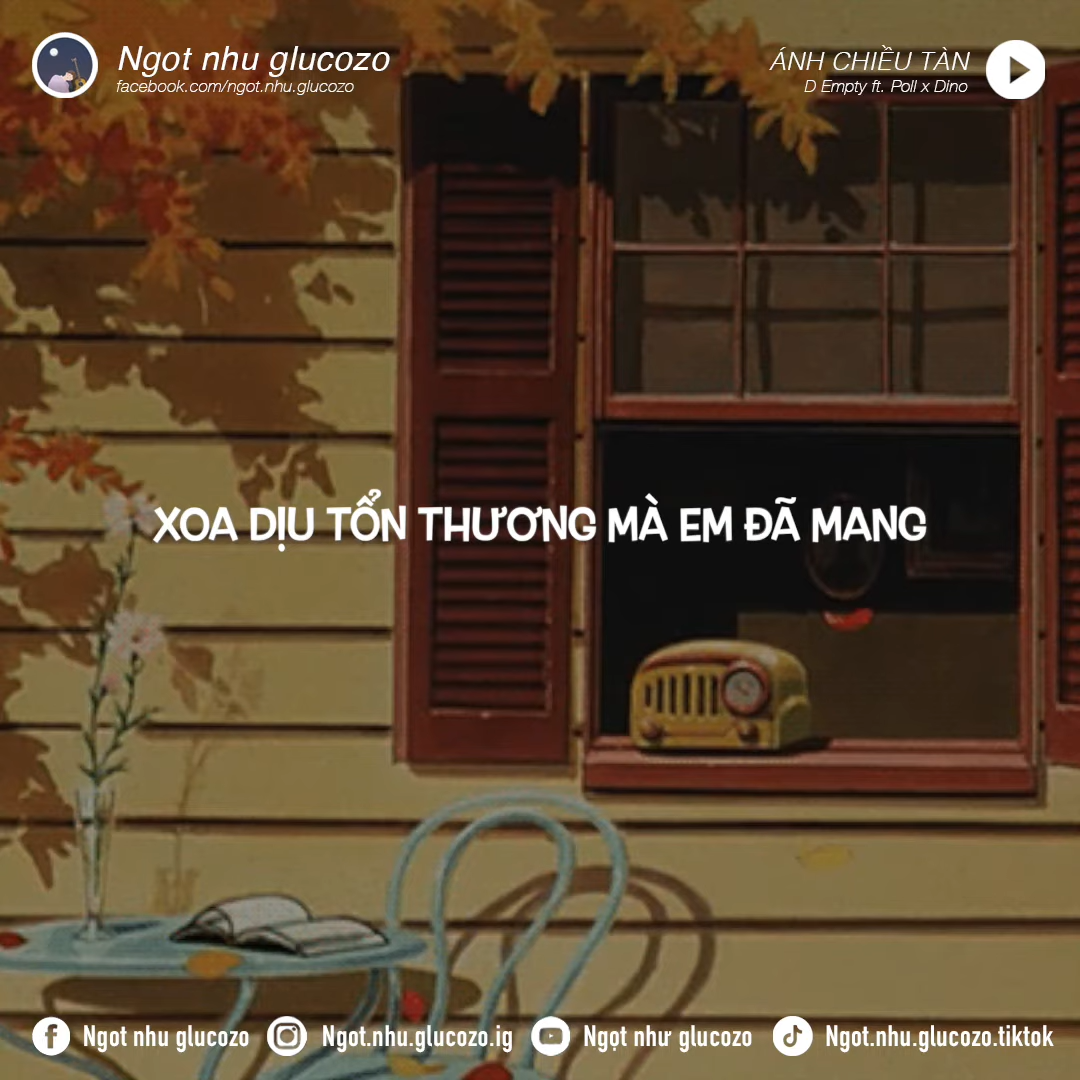 Ngot nhu glucozo
facebook.com/ngot.nhu.glucozo
ÁNH CHIỀU TÀN
D Empty ft. Poll x Dino
XOA DỊU TỔN THƯƠNG MÀ EM ĐÃ MANG
Ngot nhu glucozo
Ngot.nhu.glucozo.ig
Ngọt như glucozo
Ngot.nhu.glucozo.tiktok